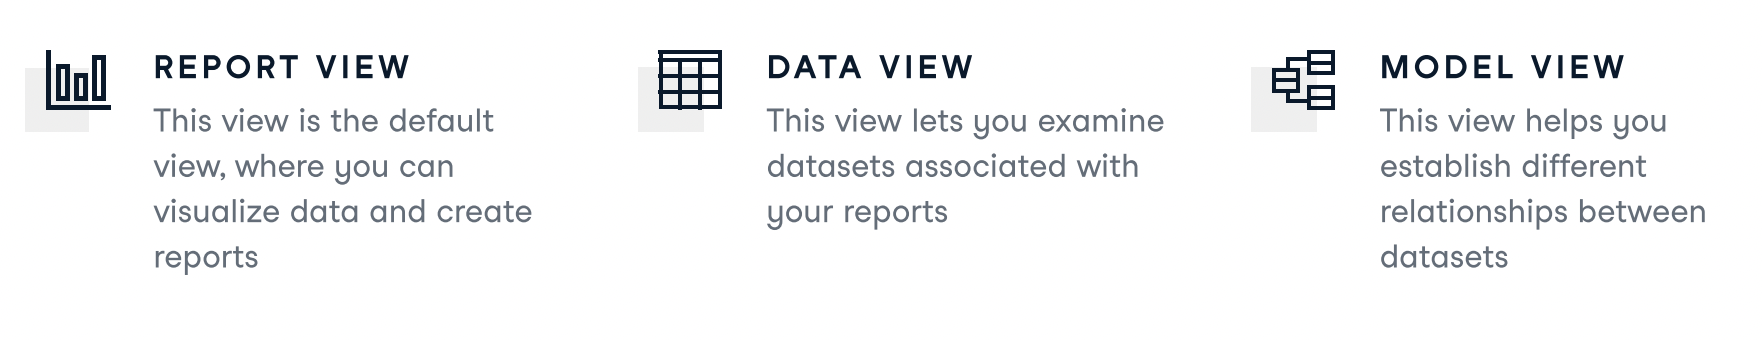 REPORT VIEW
This view is the default
view, where you can
visualize data and create
reports
DATA VIEW
This view lets you examine
datasets associated with
your reports
MODEL VIEW
This view helps you
establish different
relationships between
datasets